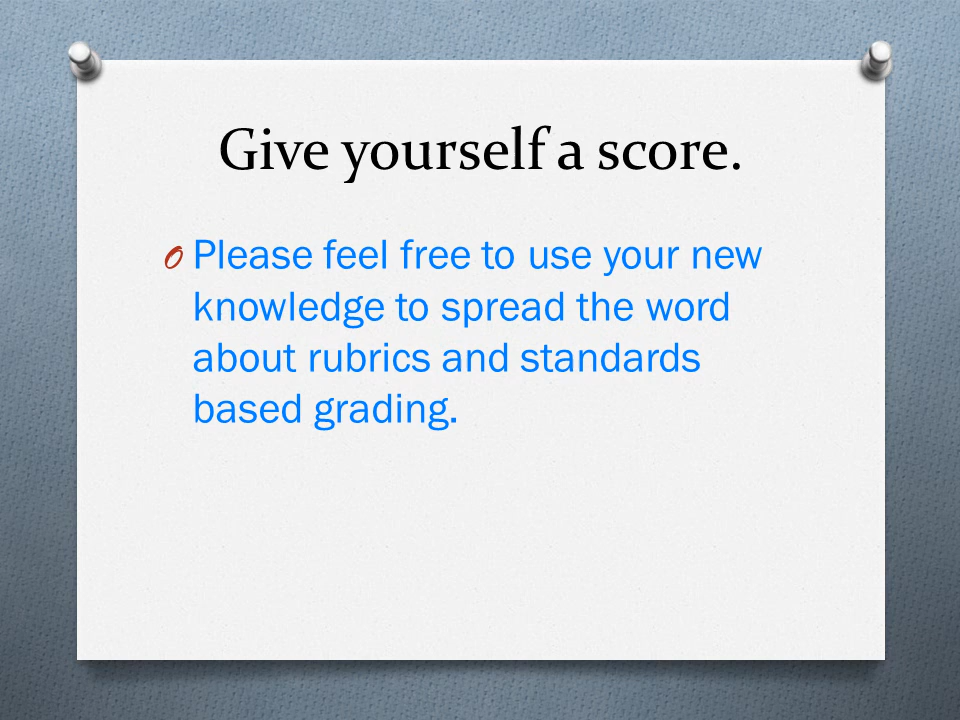 Give yourself a score.
Please feel free to use your new
knowledge to spread the word
about rubrics and standards
based grading.